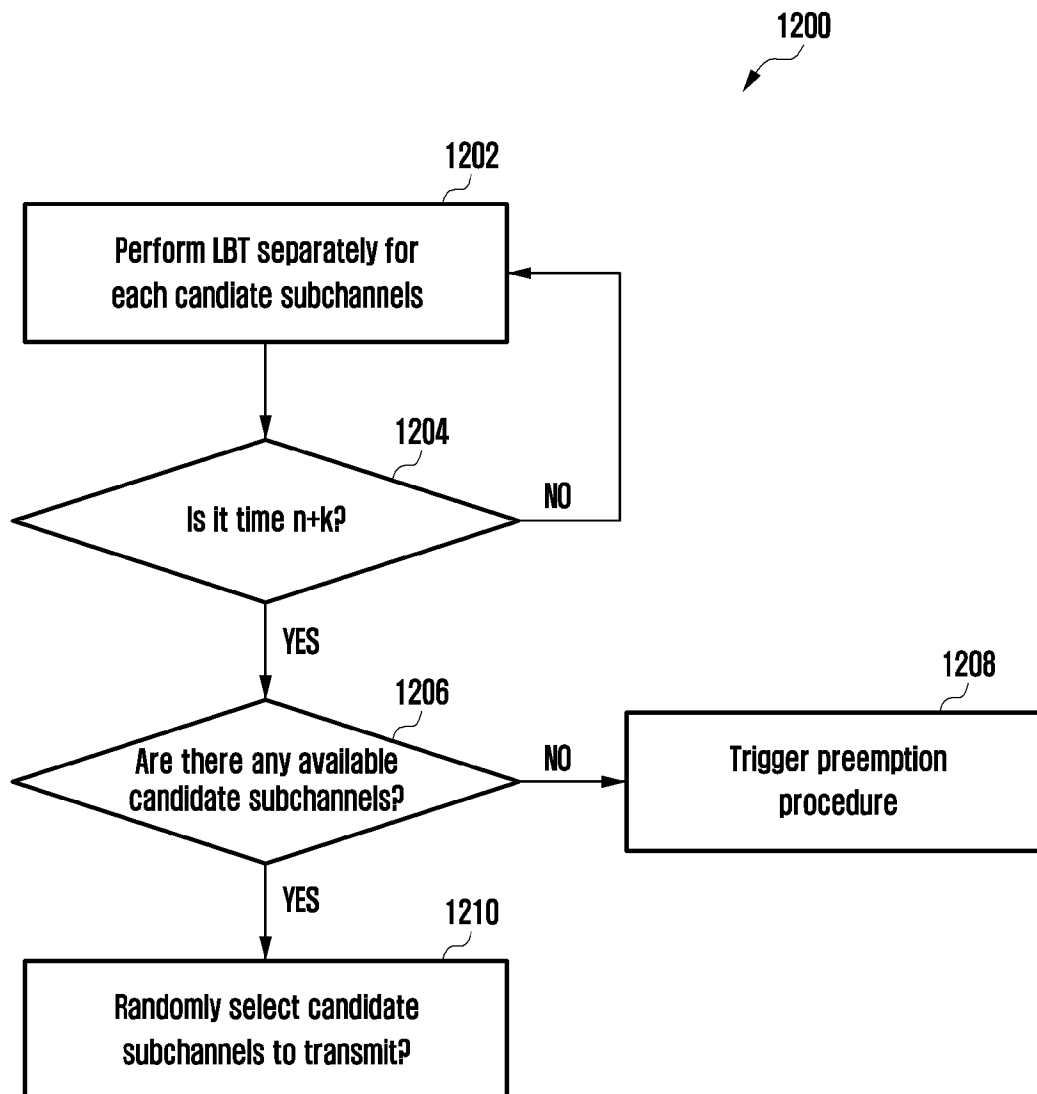 1200
1202
Perform LBT separately for
each candiate subchannels
1204
Is it time n+k?
NO
YES
1206
Are there any available
candidate subchannels?
NO
1208
Trigger preemption
procedure
YES
1210
Randomly select candidate
subchannels to transmit?